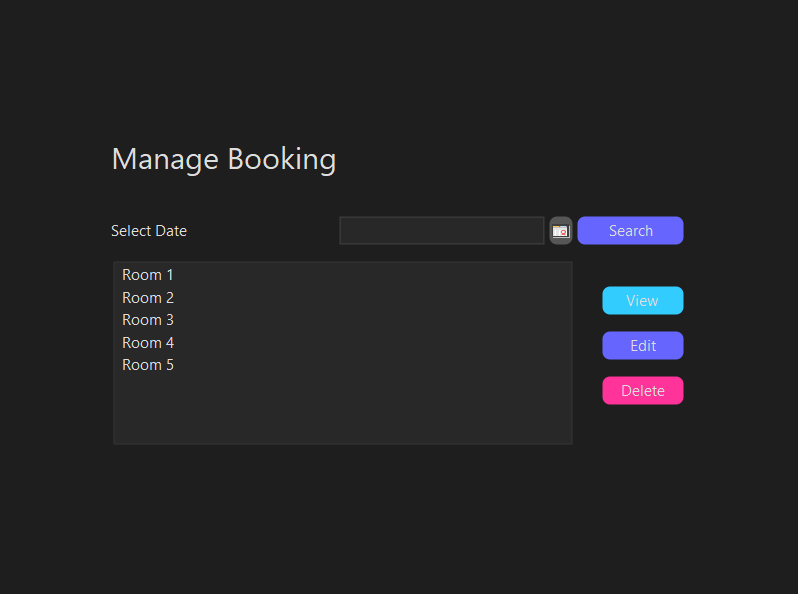 Manage Booking
Select Date
Search
Room 1
Room 2
Room 3
Room 4
Room 5
View
Edit
Delete